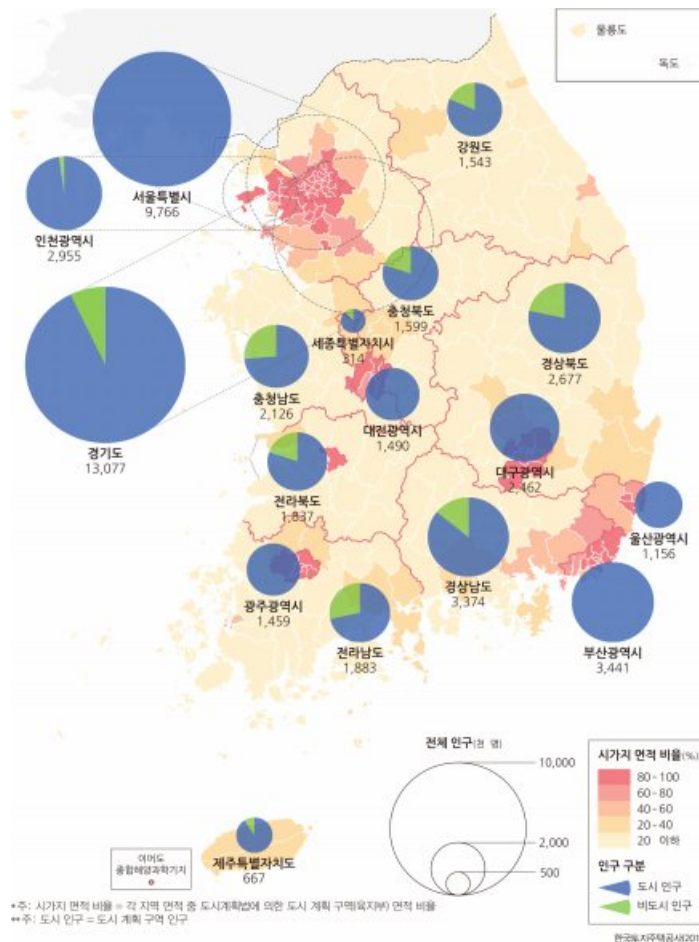 울릉도
독도
강원도
1,543
서울특별시
9,766
인천광역시
2,955
충청북도
1,599
세종특별자치시
314
경상북도
2,677
충청남도
2,126
대전광역시
1,490
경기도
13,077
대구광역시
2,462
전라북도
1,837
울산광역시
1,156
경상남도
3,374
광주광역시
1,459
전라남도
1,883
부산광역시
3,441
전체 인구(천 명)
10,000
2,000
500
시가지 면적 비율(%)
80-100
60-80
40-60
20-40
20 이하
인구 구분
도시 인구
비도시 인구
이어도
종합해양과학기지
제주특별자치도
667
*주: 시가지 면적 비율 = 각 지역 면적 중 도시계획법에 의한 도시 계획 구역(육지부) 면적 비율
**주: 도시 인구 = 도시 계획 구역 인구
한국토지주택공사(201